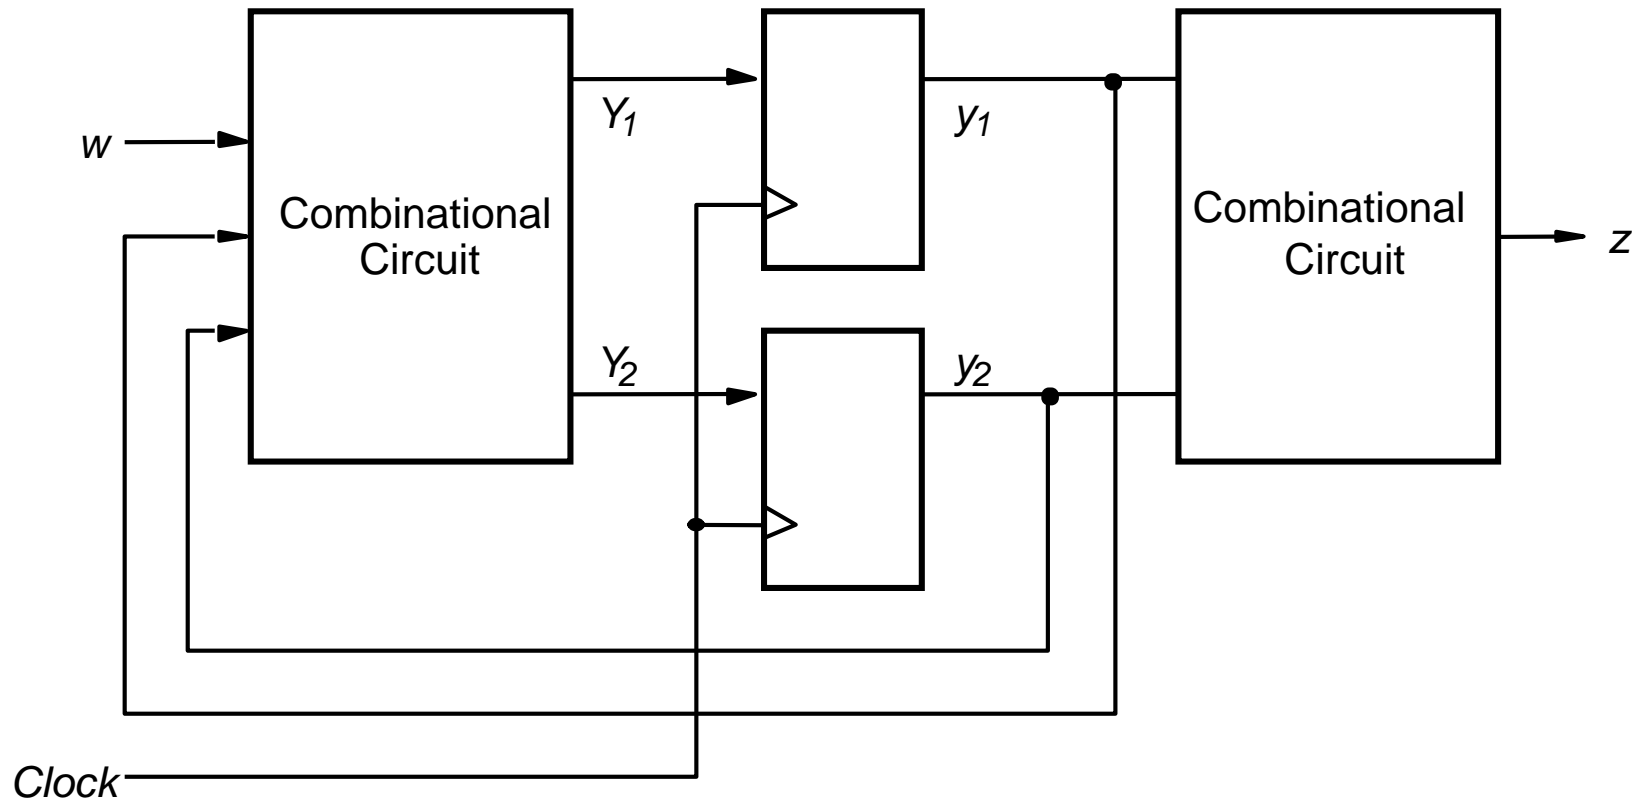 w
Combinational
Circuit
Y1
y1
Combinational
Circuit
z
Y2
y2
Clock